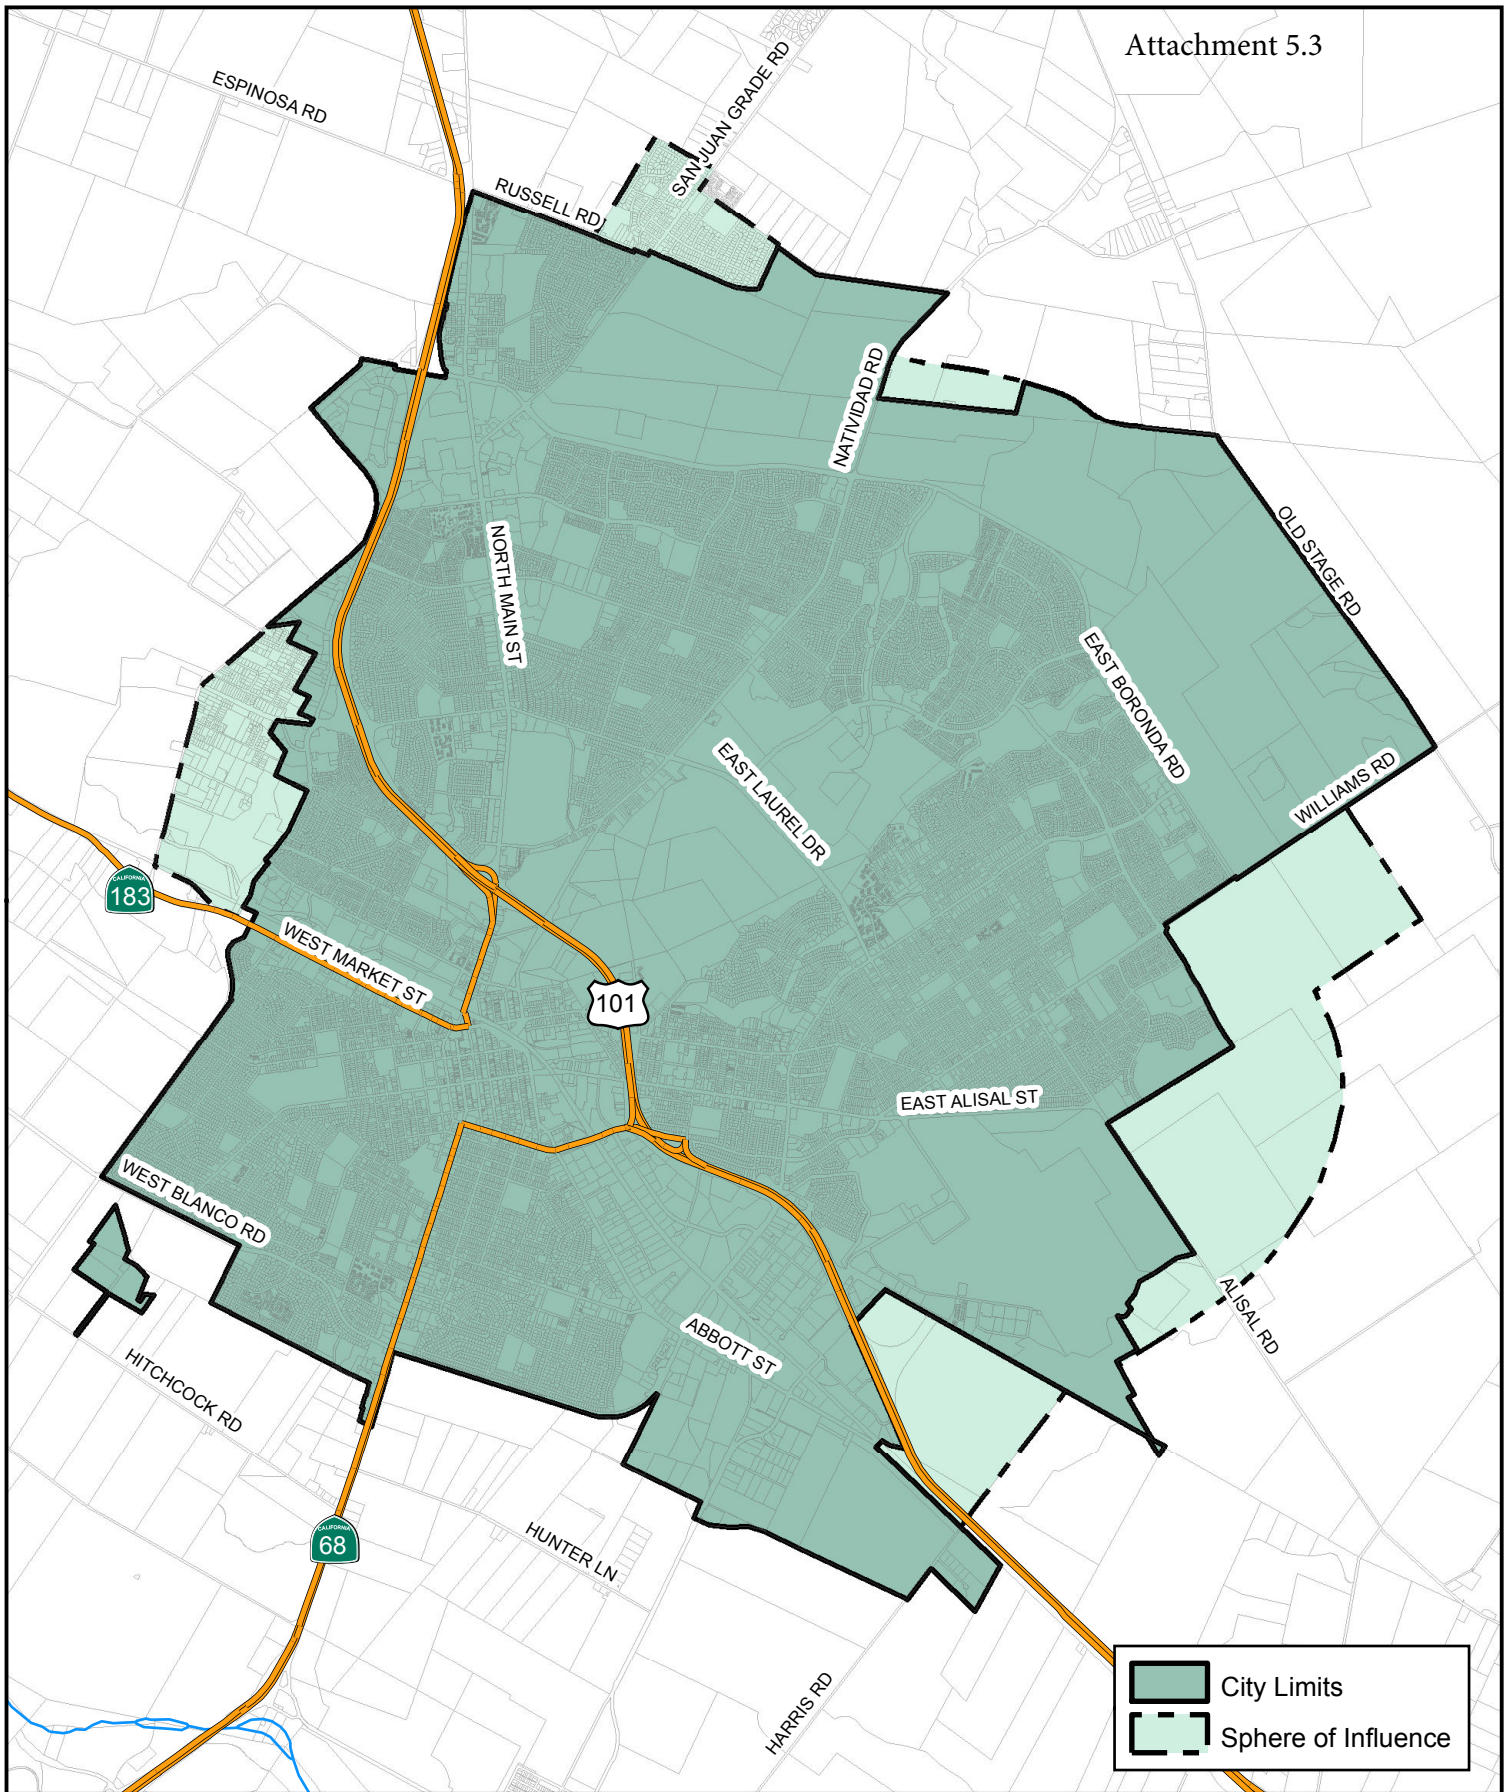 Attachment 5.3
ESPINOSA RD
SAN JUAN GRADE RD
RUSSELL RD
NATIVIDAD RD
OLD STAGE RD
NORTH MAIN ST
EAST BORONDA RD
EAST LAUREL DR
WILLIAMS RD
CALIFORNIA
183
WEST MARKET ST
101
EAST ALISAL ST
WEST BLANCO RD
ALISAL RD
ABBOTT ST
HITCHCOCK RD
CALIFORNIA
68
HUNTER LN
HARRIS RD
City Limits
Sphere of Influence